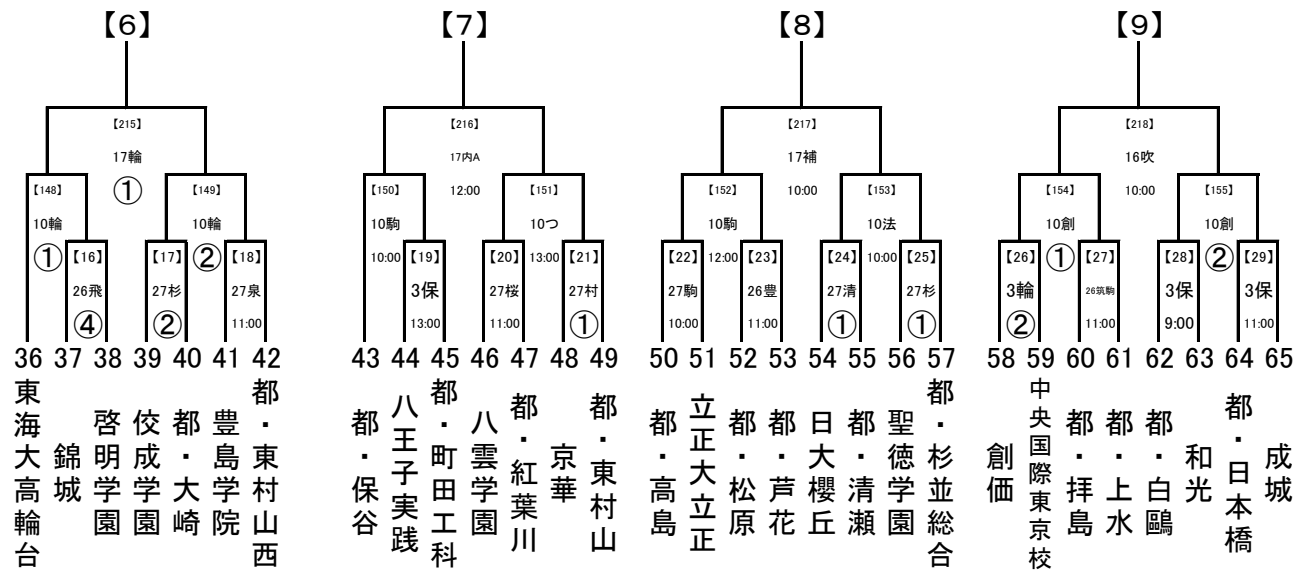 【6】 【7】 【8】 【9】
【215】 【216】 【217】 【218】
17輪 17内A 17補 16吹
① 12:00 10:00 10:00
【148】 【149】 【150】 【151】 【152】 【153】 【154】 【155】
10輪 10輪 10駒 10つ 10駒 10法 10創 10創
① ② 10:00 13:00 12:00 10:00 ① ②
【16】 【17】 【18】 【19】 【20】 【21】 【22】 【23】 【24】 【25】 【26】 【27】 【28】 【29】
26飛 27杉 27泉 3保 27桜 27村 27駒 26豊 27清 27杉 3輪 26筑駒 3保 3保
④ ② 11:00 13:00 11:00 ① 10:00 11:00 ① ① ② 11:00 9:00 11:00
36 37 38 39 40 41 42 43 44 45 46 47 48 49 50 51 52 53 54 55 56 57 58 59 60 61 62 63 64 65
東海大高輪台
錦城
啓明学園
佼成学園
都・大崎
豊島学院
都・東村山西
都・保谷
八王子実践
都・町田工科
八雲学園
都・紅葉川
京華
都・東村山
都・高島
立正大立正
都・松原
都・芦花
日大櫻丘
都・清瀬
聖徳学園
都・杉並総合
創価
中央国際東京校
都・拝島
都・上水
都・白鷗
和光
都・日本橋
成城